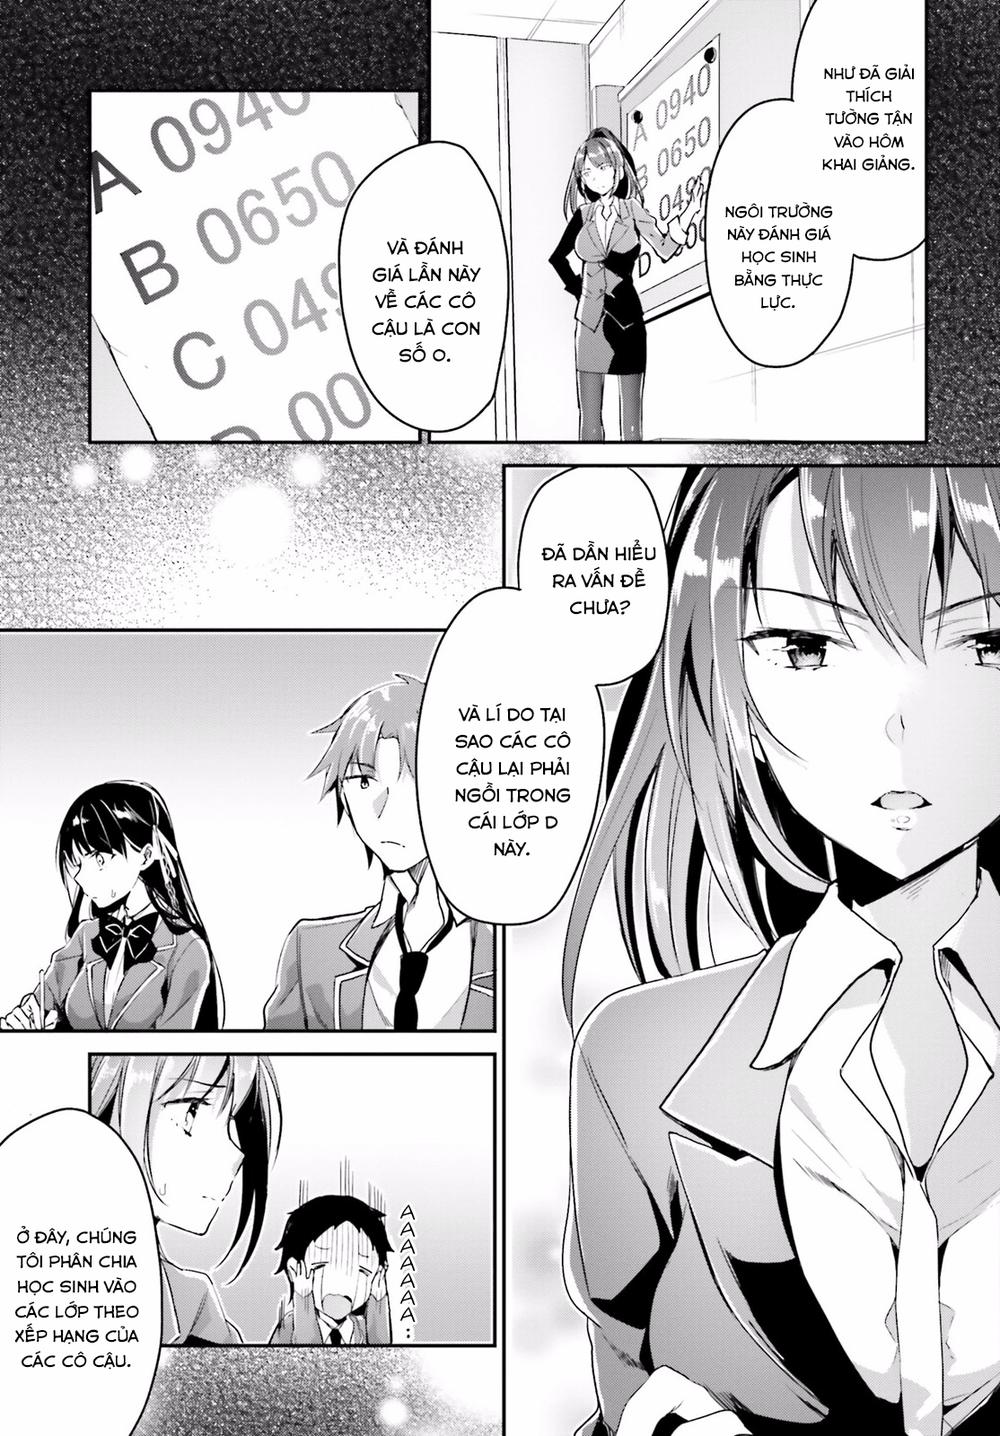 NHƯ ĐÃ GIẢI
THÍCH
TƯỜNG TẬN
VÀO HÔM
KHAI GIẢNG.
NGÔI TRƯỜNG
NÀY ĐÁNH GIÁ
HỌC SINH
BẰNG THỰC
LỰC.
A 0940
B 0650
C 0490
D 00
VÀ ĐÁNH
GIÁ LẦN NÀY
VỀ CÁC CÔ
CẬU LÀ CON
SỐ 0.
A 0940
B 0650
C 049
D 00
ĐÃ DẦN HIỂU
RA VẤN ĐỀ
CHƯA?
VÀ LÍ DO TẠI
SAO CÁC CÔ
CẬU LẠI PHẢI
NGỒI TRONG
CÁI LỚP D
NÀY.
AAAAAA...
Ở ĐÂY, CHÚNG
TÔI PHÂN CHIA
HỌC SINH VÀO
CÁC LỚP THEO
XẾP HẠNG CỦA
CÁC CÔ CẬU.